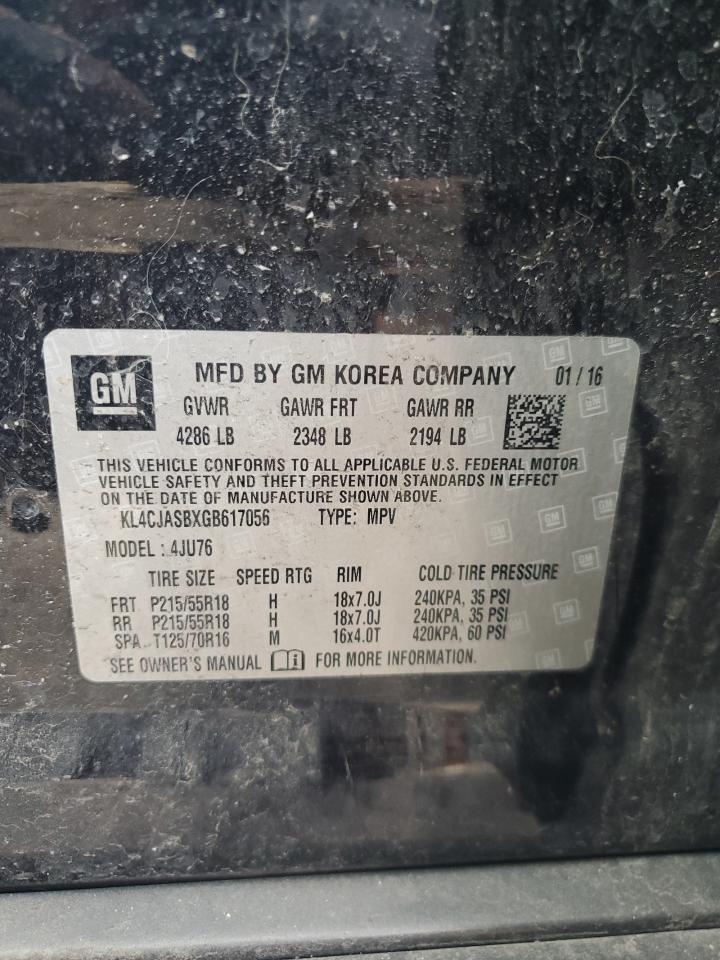 GM MFD BY GM KOREA COMPANY 01 / 16
GVWR GAWR FRT GAWR RR
4286 LB 2348 LB 2194 LB
THIS VEHICLE CONFORMS TO ALL APPLICABLE U.S. FEDERAL MOTOR
VEHICLE SAFETY AND THEFT PREVENTION STANDARDS IN EFFECT
ON THE DATE OF MANUFACTURE SHOWN ABOVE.
KL4CJASBXGB617056 TYPE: MPV
MODEL : 4JU76
TIRE SIZE SPEED RTG RIM COLD TIRE PRESSURE
FRT P215/55R18 H 18x7.0J 240KPA, 35 PSI
RR P215/55R18 H 18x7.0J 240KPA, 35 PSI
SPA T125/70R16 M 16x4.0T 420KPA, 60 PSI
SEE OWNER'S MANUAL FOR MORE INFORMATION.